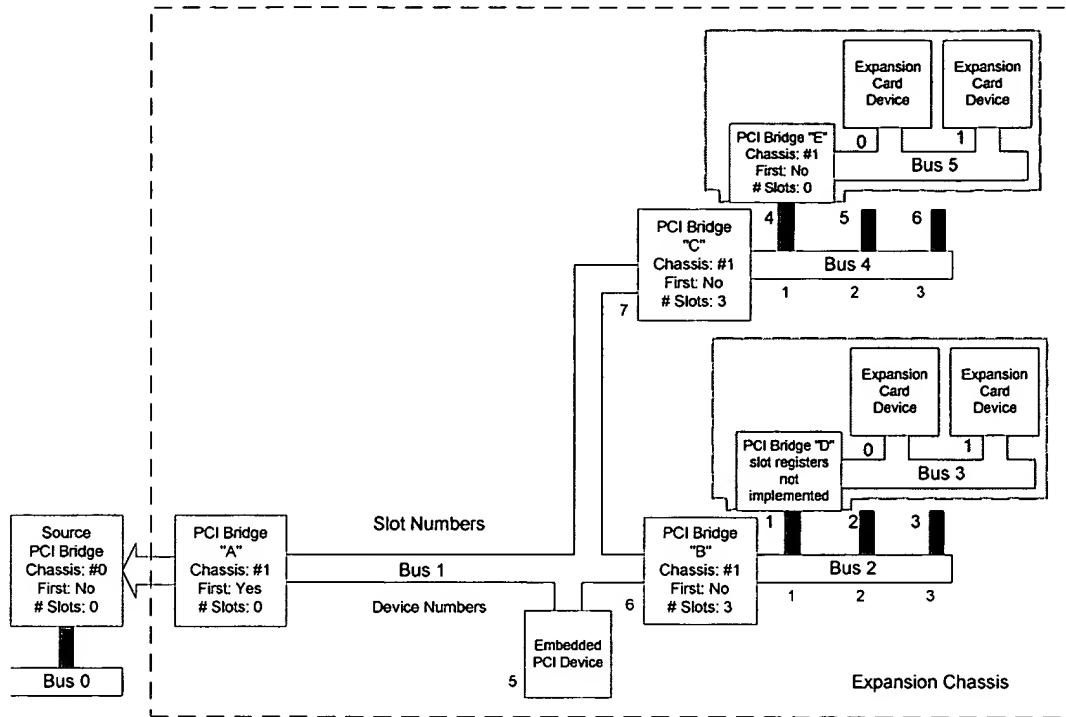 Expansion
Card
Device
Expansion
Card
Device
PCI Bridge "E"
Chassis: #1
First: No
# Slots: 0
0
1
Bus 5
PCI Bridge
"C"
Chassis: #1
First: No
# Slots: 3
4
5
6
Bus 4
7
1
2
3
Expansion
Card
Device
Expansion
Card
Device
PCI Bridge "D"
slot registers
not
implemented
0
1
Bus 3
Source
PCI Bridge
Chassis: #0
First: No
# Slots: 0
PCI Bridge
"A"
Chassis: #1
First: Yes
# Slots: 0
Slot Numbers
Bus 1
Device Numbers
PCI Bridge
"B"
Chassis: #1
First: No
# Slots: 3
1
2
3
Bus 2
6
1
2
3
Embedded
PCI Device
5
Bus 0
Expansion Chassis